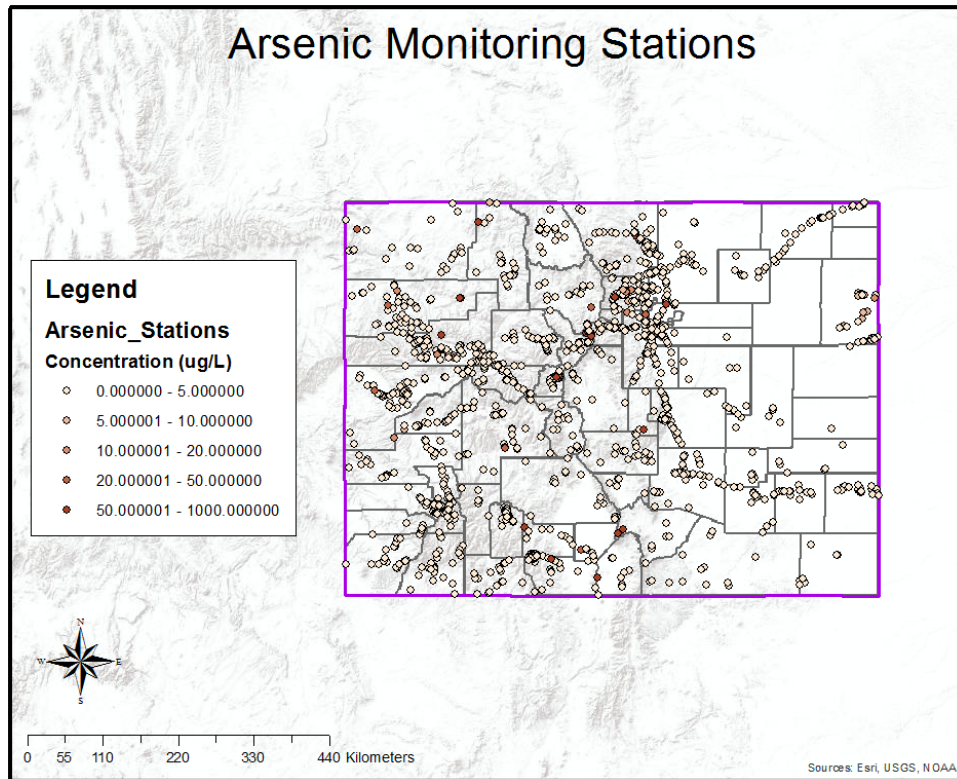 Arsenic Monitoring Stations
Legend
Arsenic_Stations
Concentration (ug/L)
0.000000 - 5.000000
5.000001 - 10.000000
10.000001 - 20.000000
20.000001 - 50.000000
50.000001 - 1000.000000
N
W E
S
0 55 110 220 330 440 Kilometers
Sources: Esri, USGS, NOAA